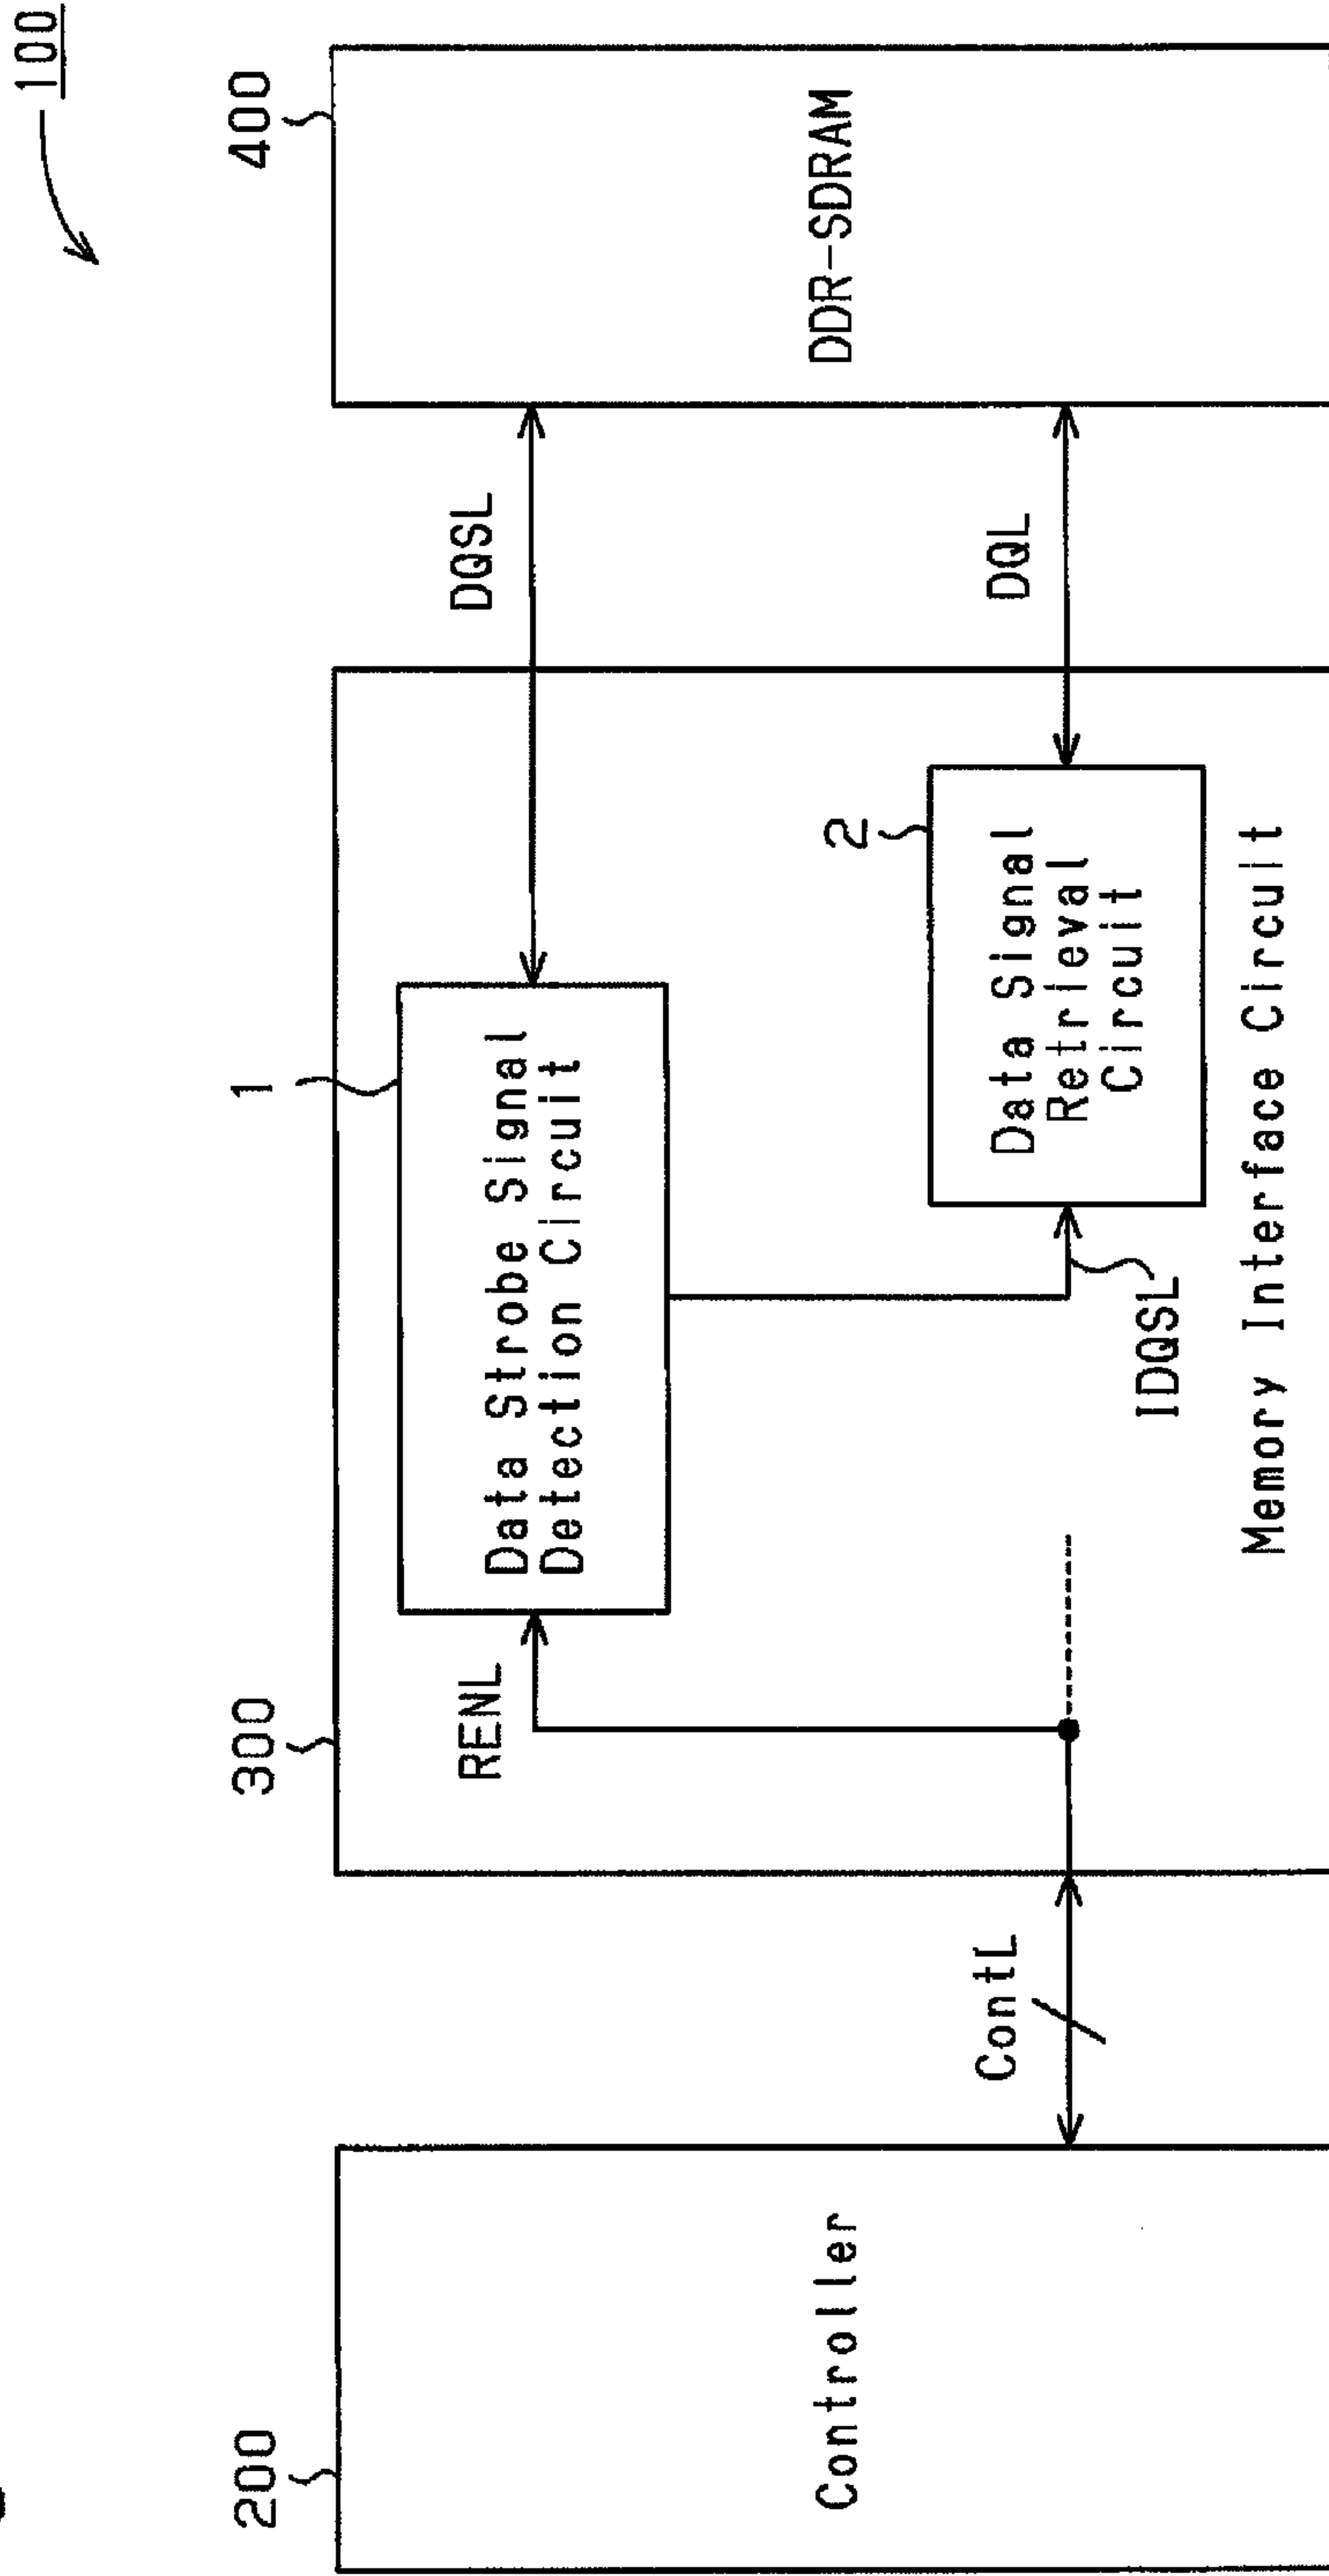 100
200
300
400
Controller
ContL
RENL
1
Data Strobe Signal
Detection Circuit
DQSL
IDQSL
2
Data Signal
Retrieval
Circuit
DQL
Memory Interface Circuit
DDR-SDRAM